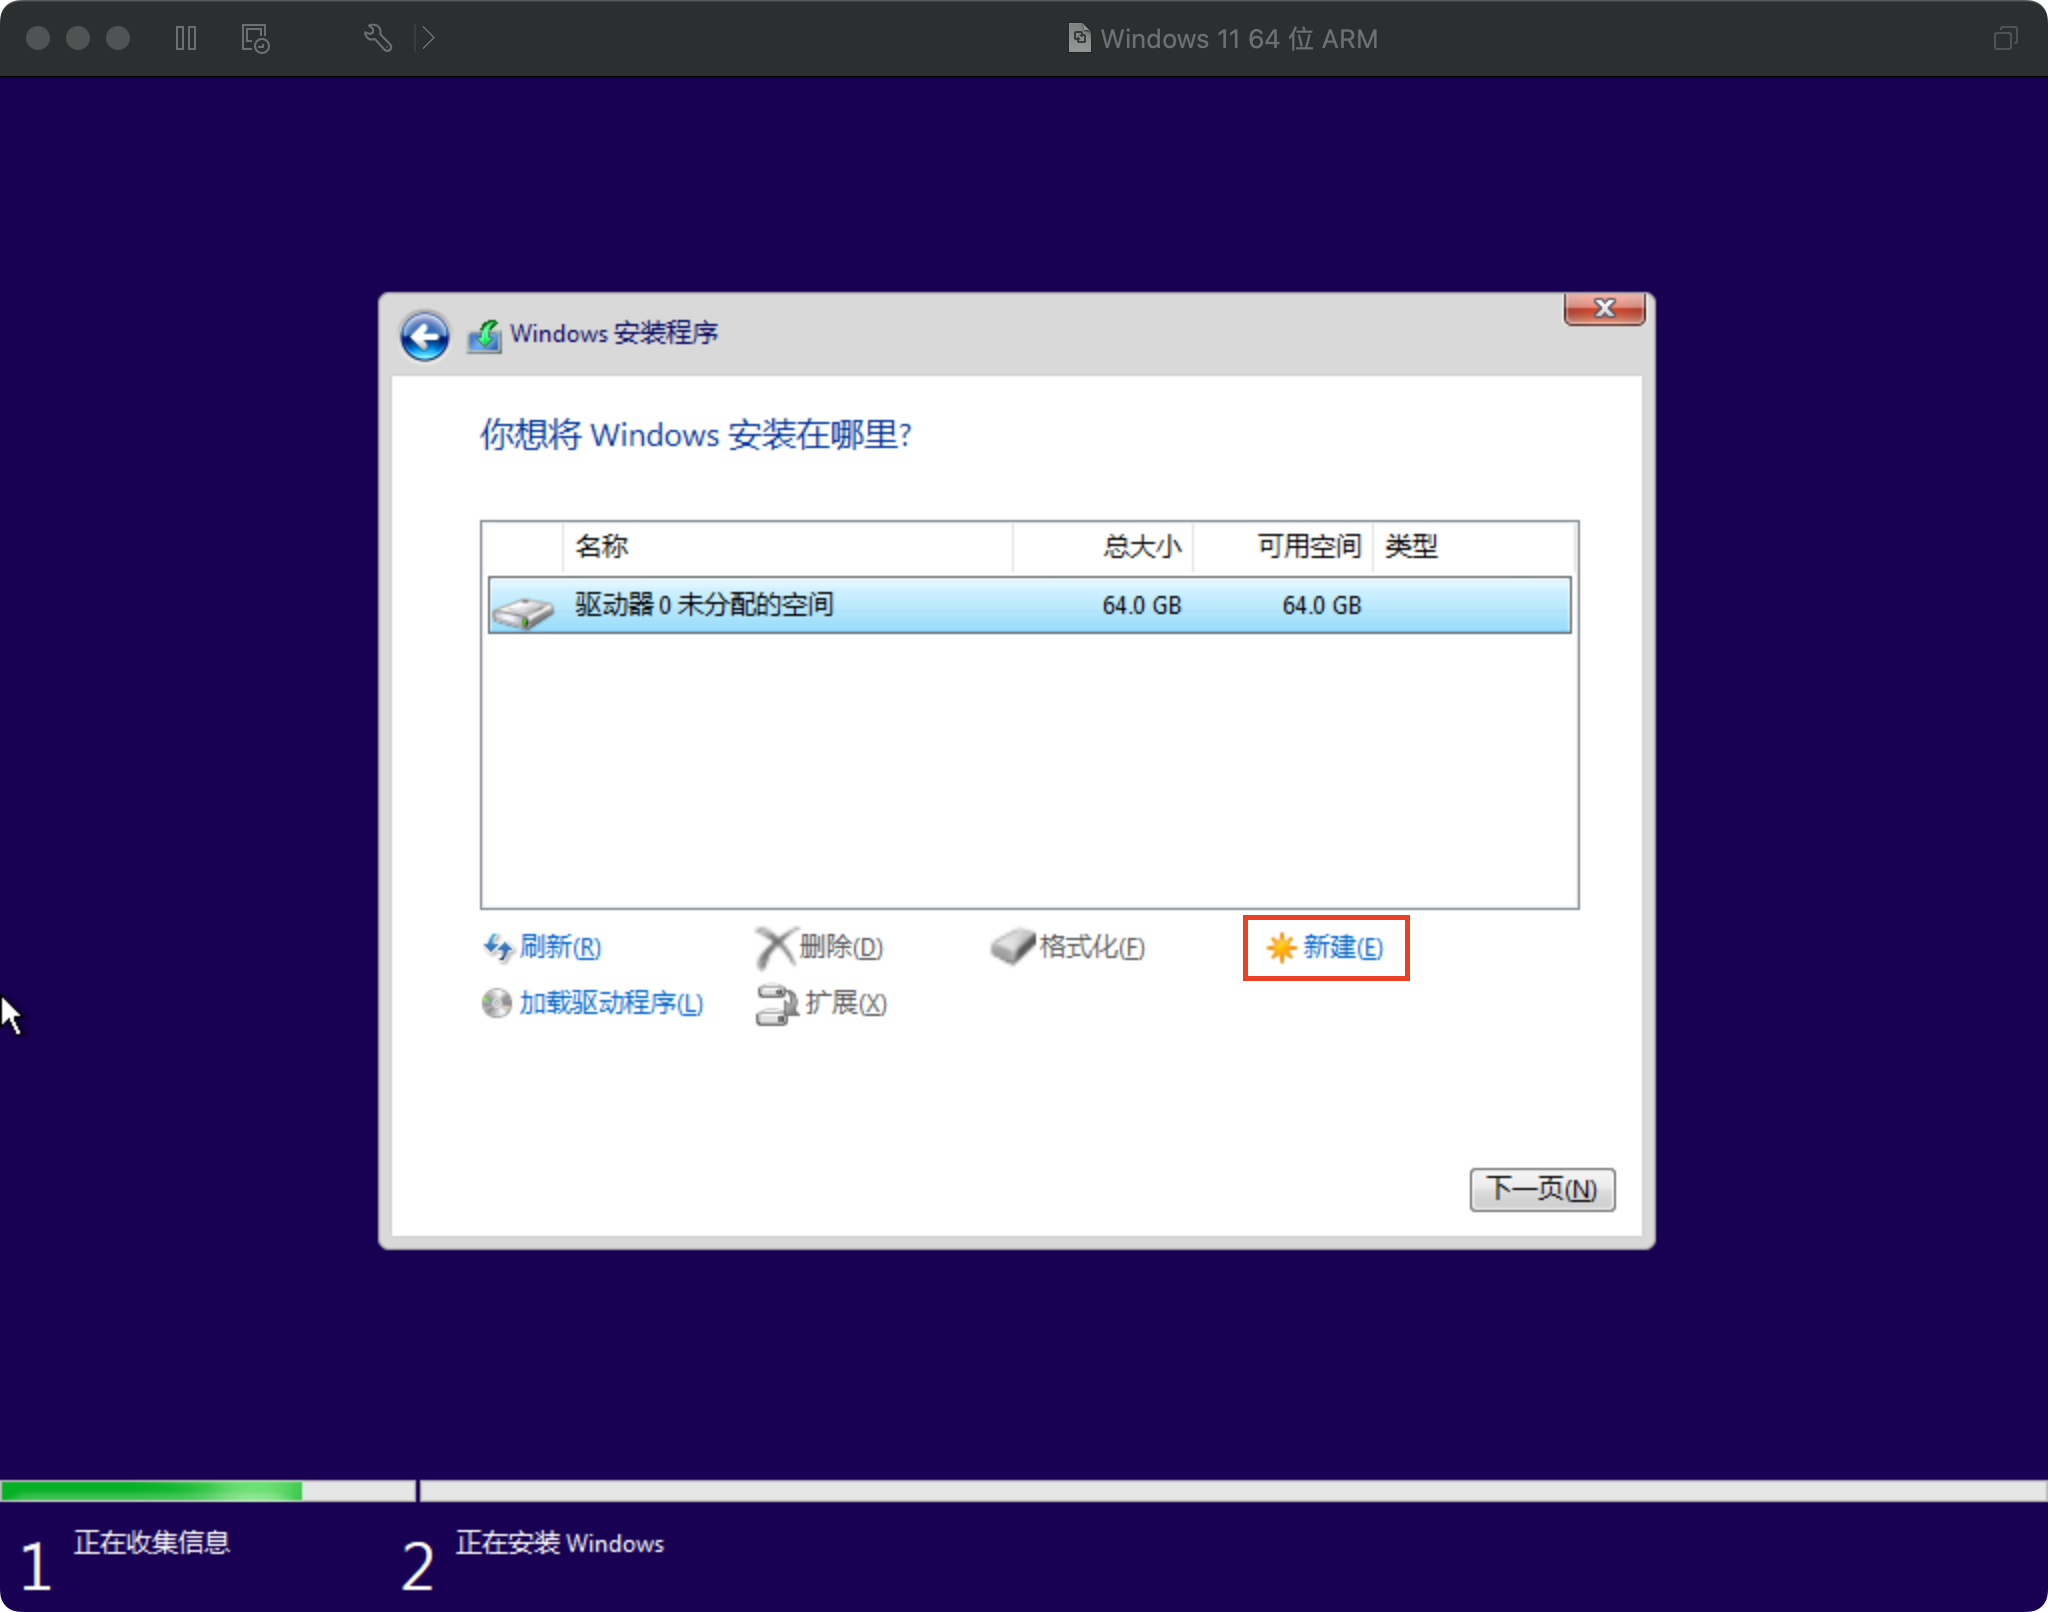 Windows 11 64 位 ARM
Windows 安装程序
你想将 Windows 安装在哪里?
名称 总大小 可用空间 类型
驱动器 0 未分配的空间 64.0 GB 64.0 GB
刷新(R) 删除(D) 格式化(F) 新建(E)
加载驱动程序(L) 扩展(X)
下一页(N)
1 正在收集信息 2 正在安装 Windows